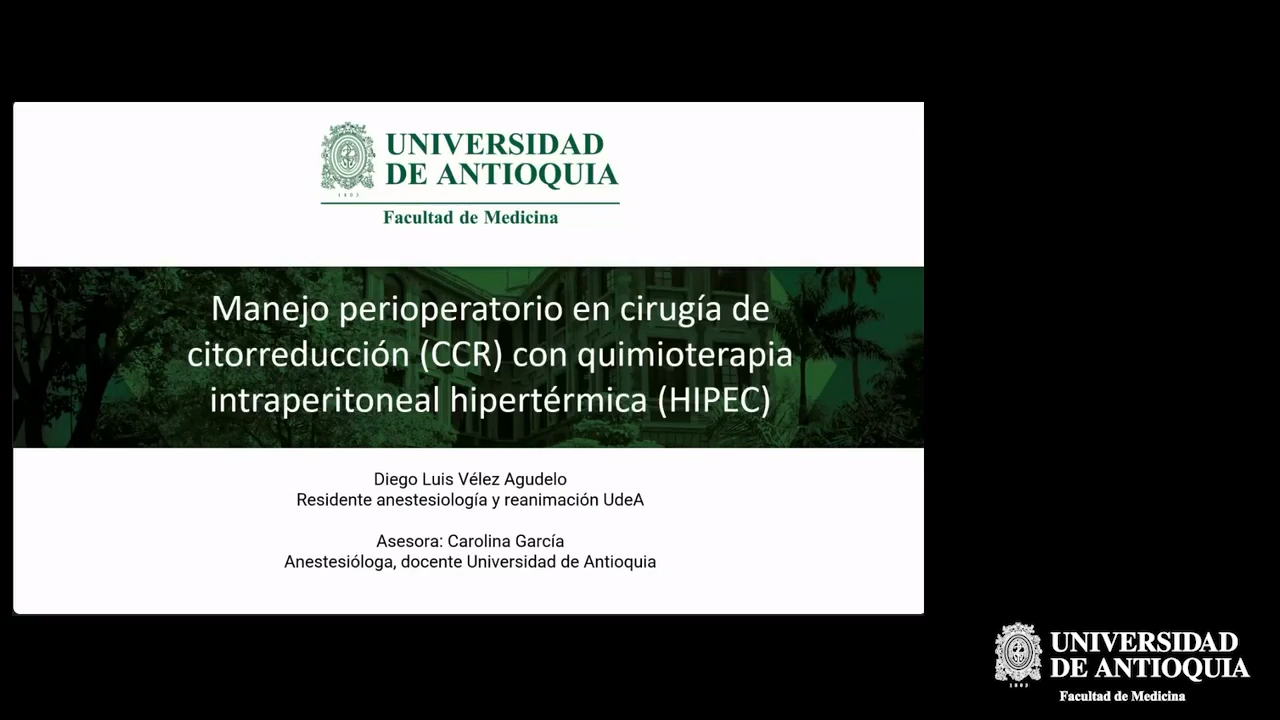 UNIVERSIDAD
DE ANTIOQUIA
1803
Facultad de Medicina
Manejo perioperatorio en cirugía de
citorreducción (CCR) con quimioterapia
intraperitoneal hipertérmica (HIPEC)
Diego Luis Vélez Agudelo
Residente anestesiología y reanimación UdeA
Asesora: Carolina García
Anestesióloga, docente Universidad de Antioquia
UNIVERSIDAD
DE ANTIOQUIA
1803
Facultad de Medicina